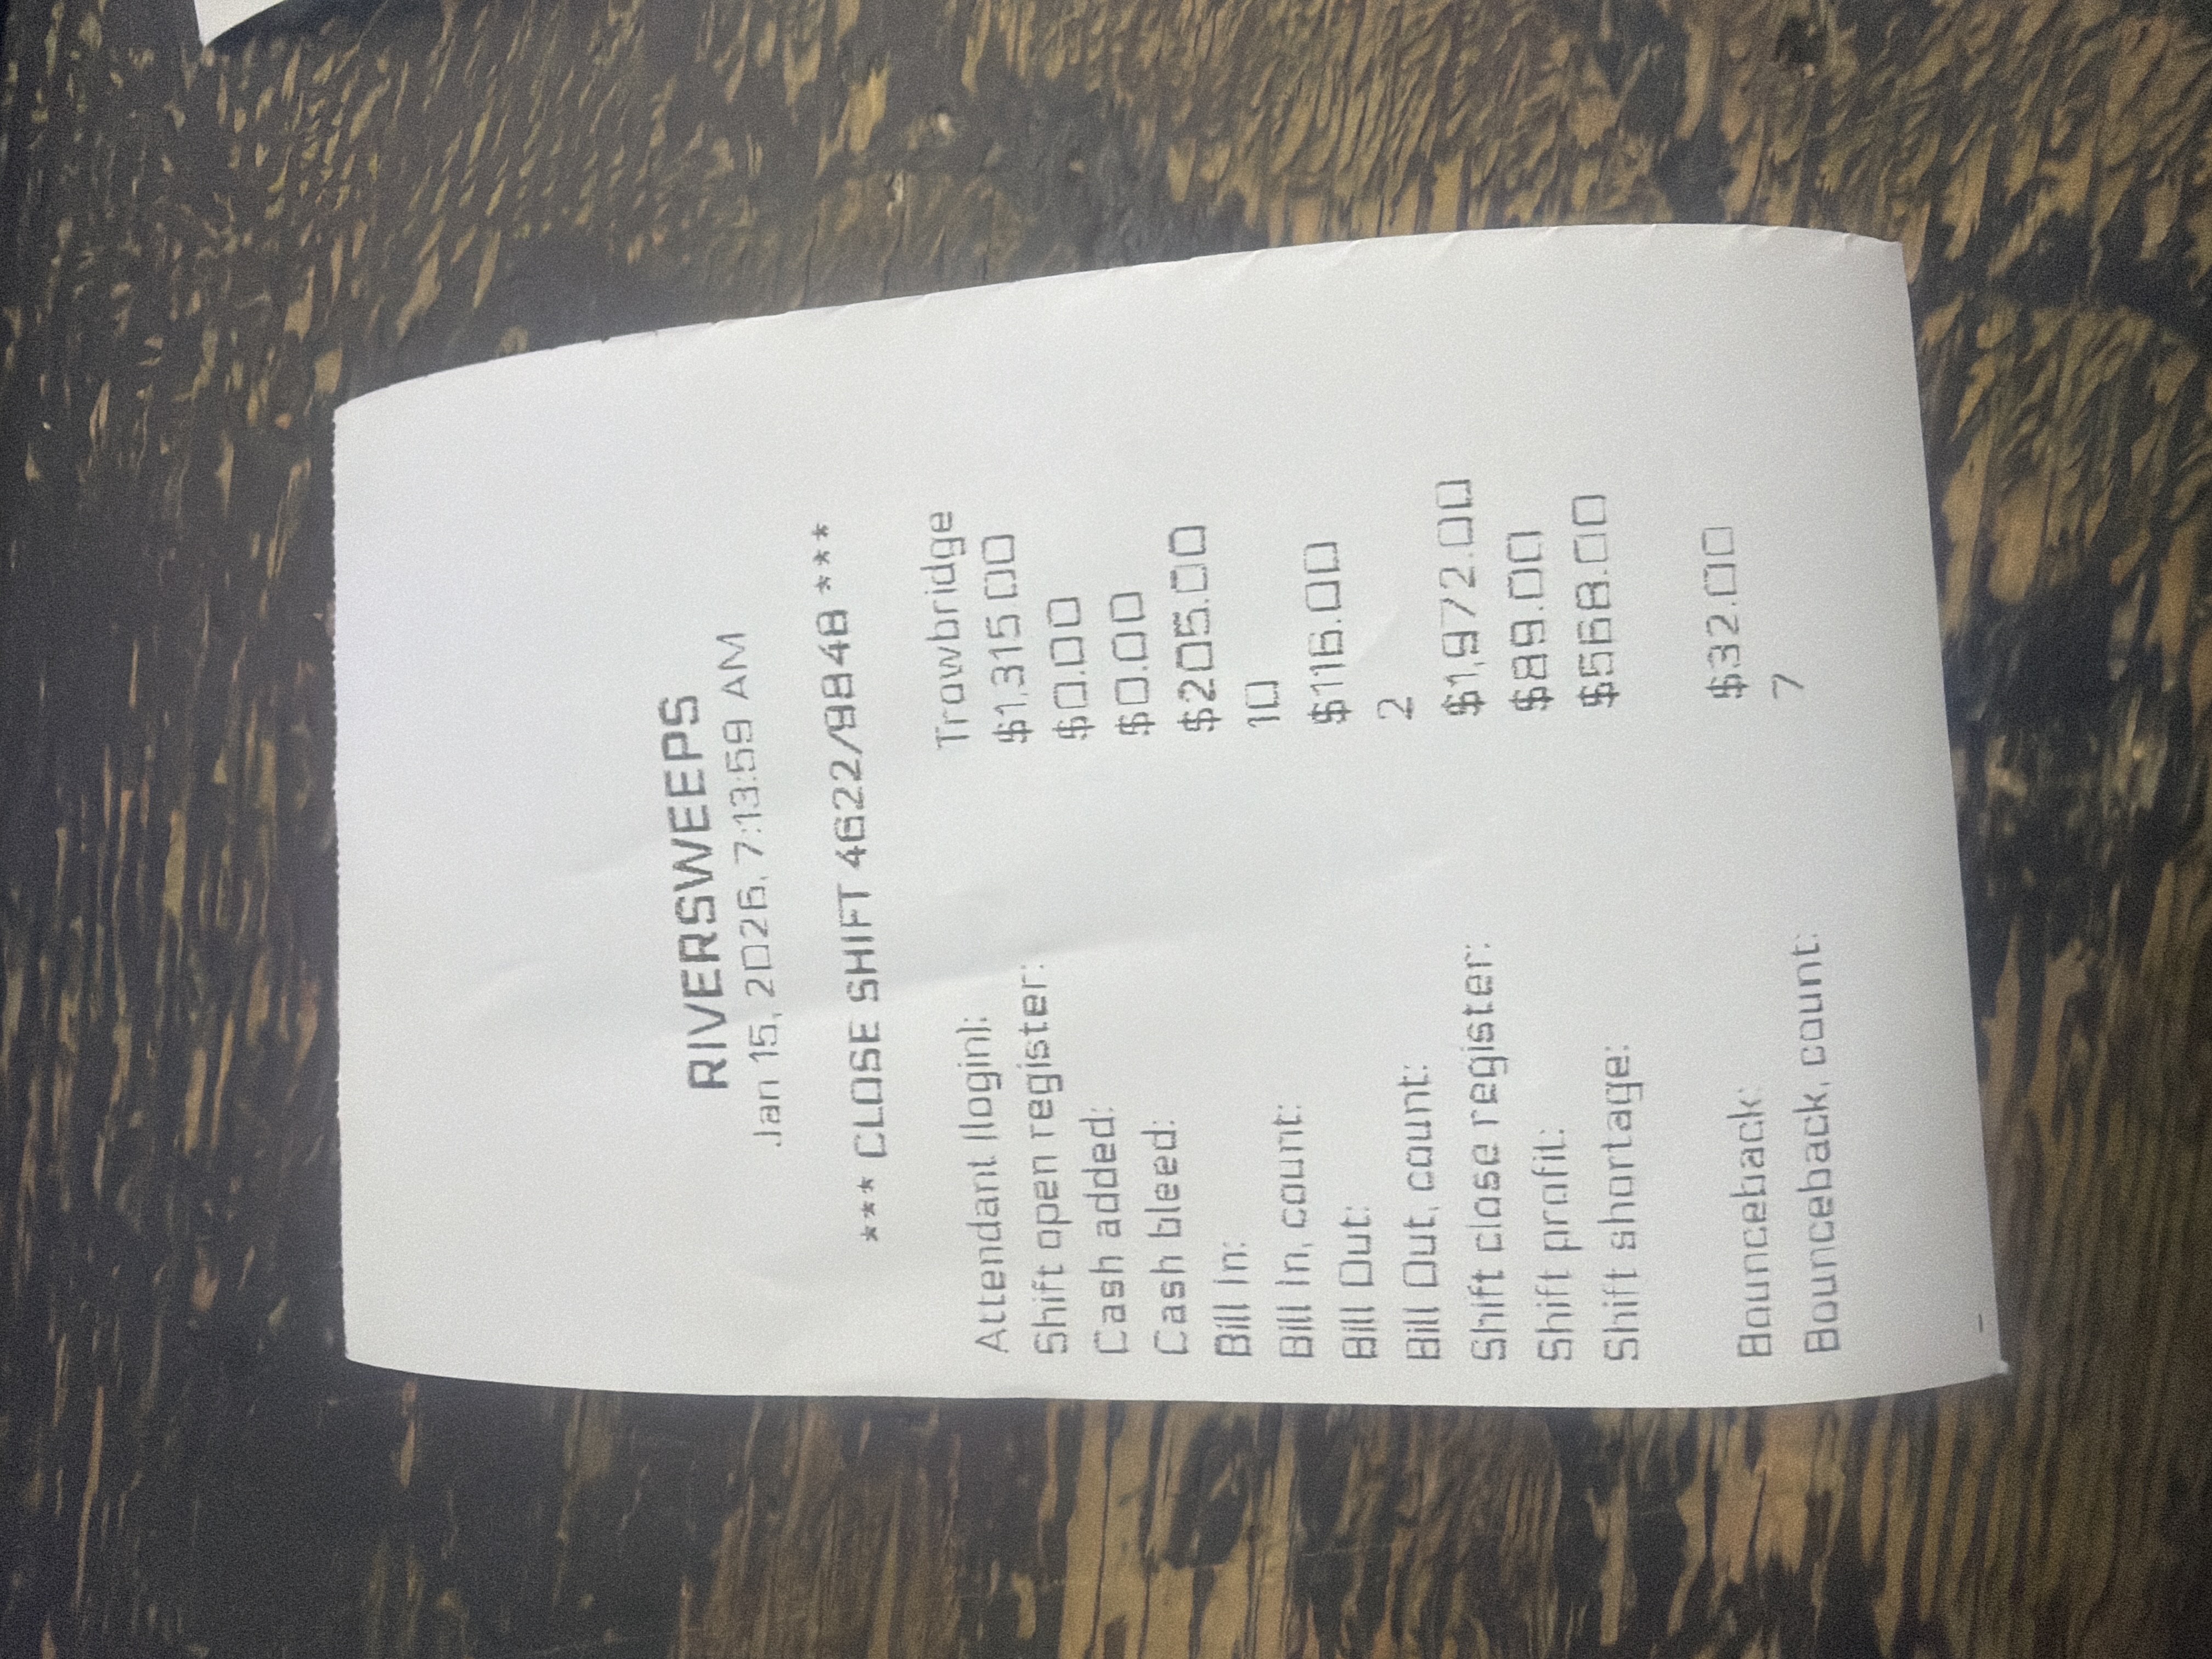 RIVERSWEEPS
Jan 15, 2026, 7:13:59 AM
*** CLOSE SHIFT 4622/98848 ***
Attendant (login): Trowbridge
Shift open register: $1,315.00
Cash added: $0.00
Cash bleed: $0.00
Bill In: $205.00
Bill In, count: 10
Bill Out: $116.00
Bill Out, count: 2
Shift close register: $1,972.00
Shift profit: $89.00
Shift shortage: $568.00
Bounceback: $32.00
Bounceback, count: 7